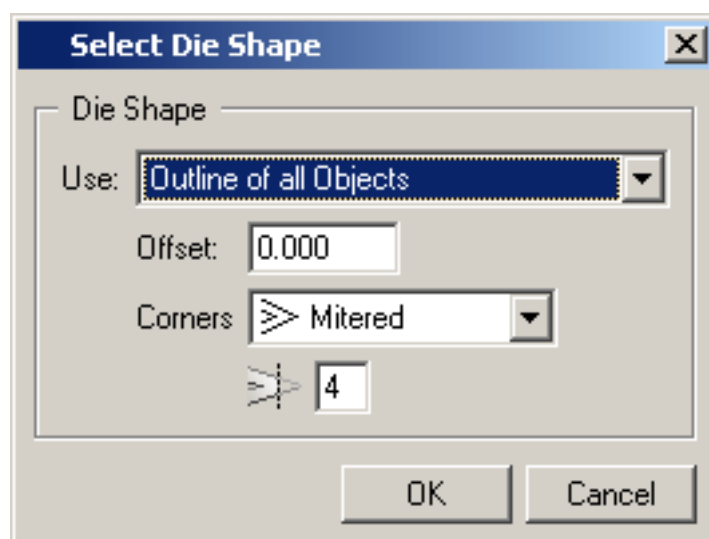 Select Die Shape
Die Shape
Use: Outline of all Objects
Offset: 0.000
Corners Mitered
4
OK Cancel